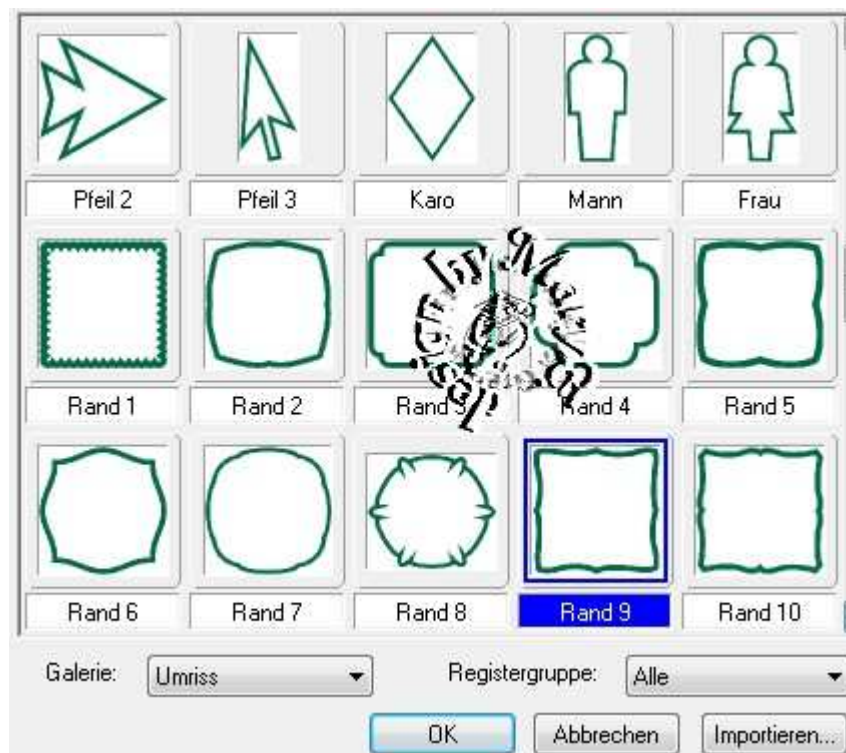 Pfeil 2 Pfeil 3 Karo Mann Frau
Rand 1 Rand 2 Rand 3 Rand 4 Rand 5
Rand 6 Rand 7 Rand 8 Rand 9 Rand 10
Galerie: Umriss Registergruppe: Alle
OK Abbrechen Importieren...